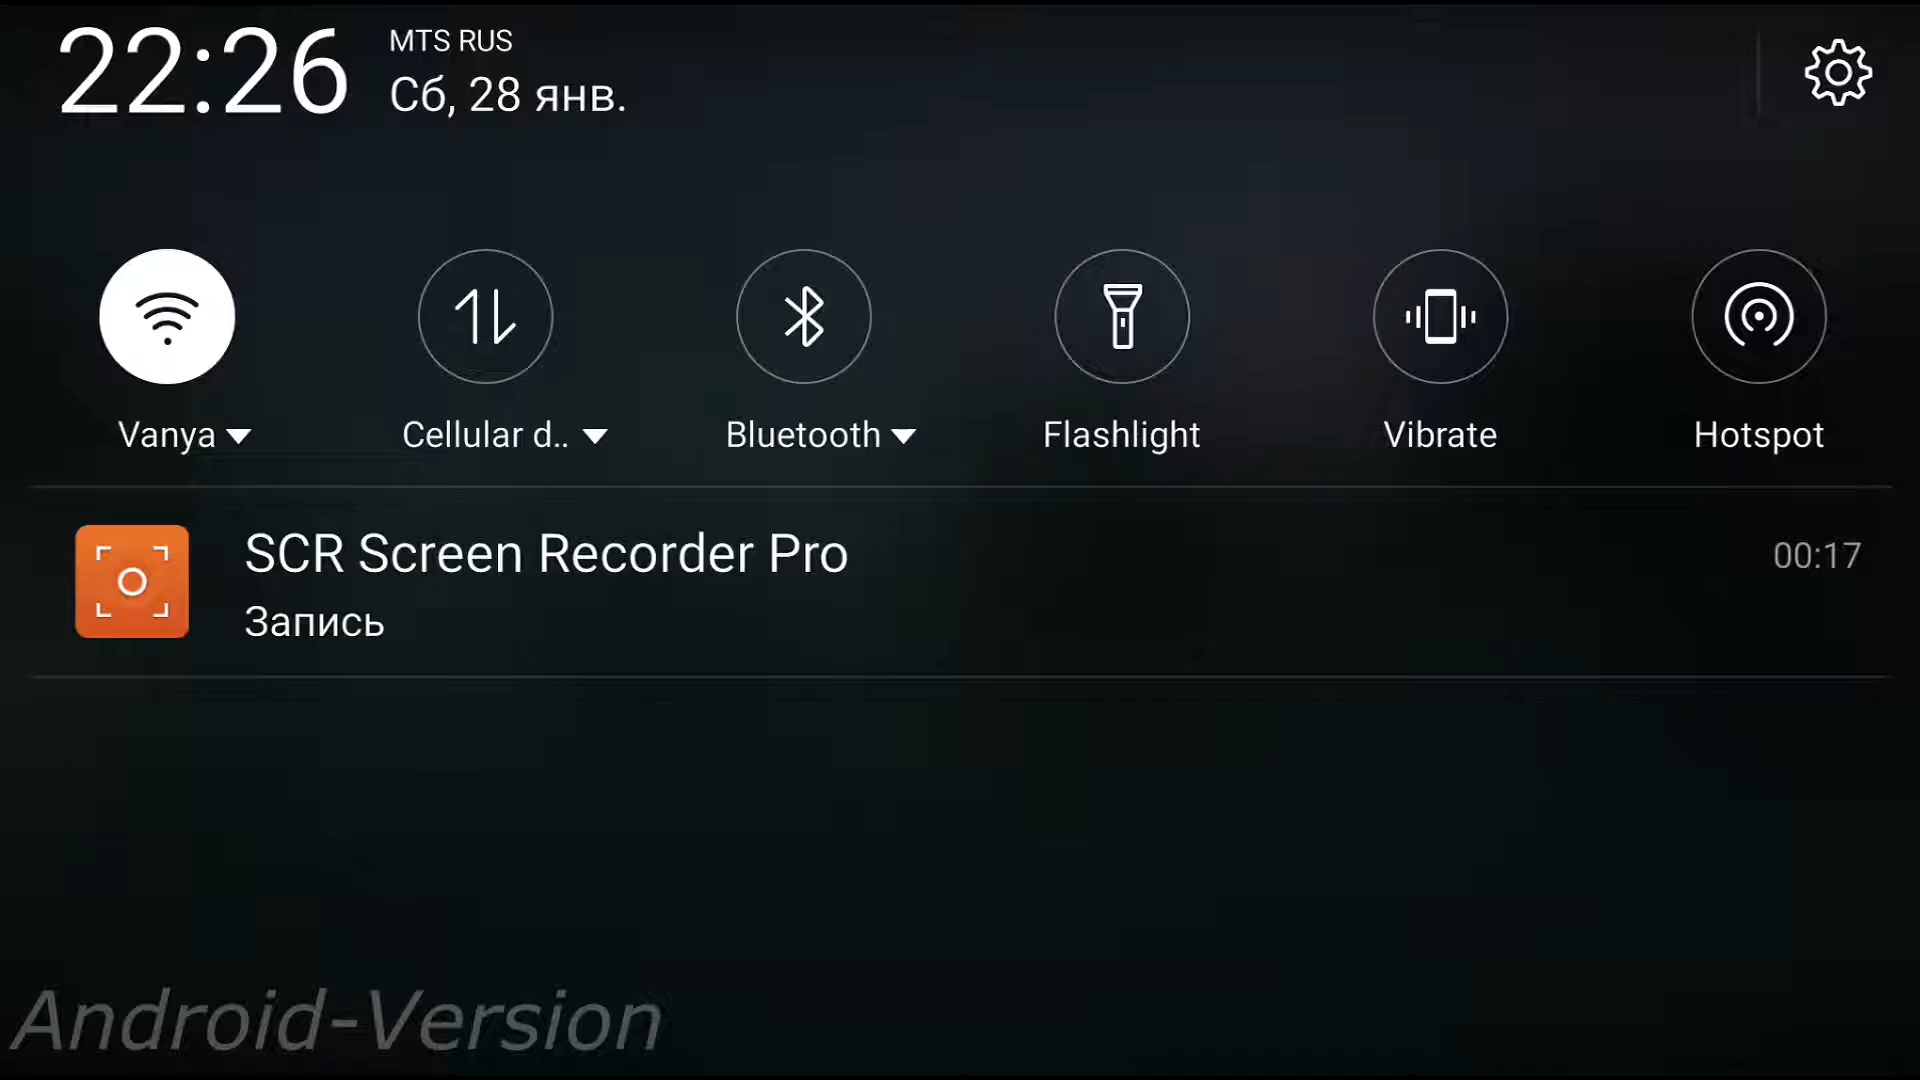 22:26
MTS RUS
Сб, 28 янв.
Vanya
Cellular d..
Bluetooth
Flashlight
Vibrate
Hotspot
SCR Screen Recorder Pro
00:17
Запись
Android-Version